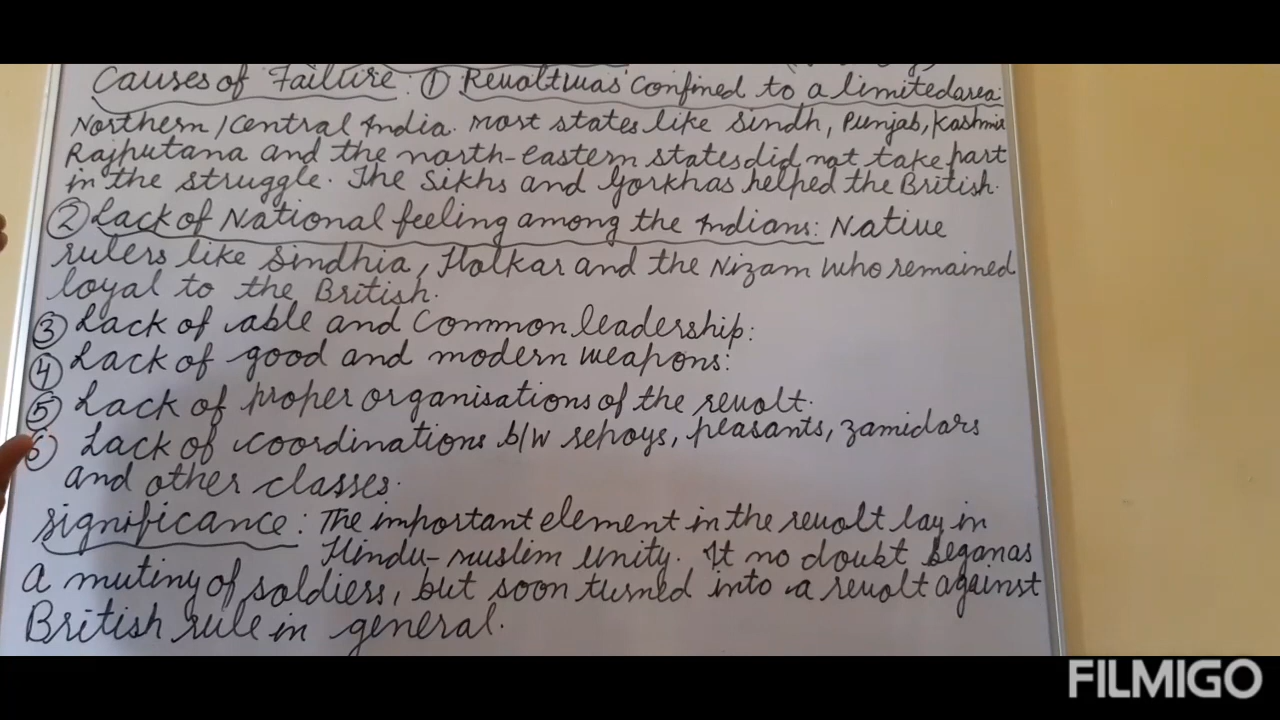 Causes of Failure: ① Revolt was confined to a limited area:
Northern/Central India. Most states like Sindh, Punjab, Kashmir
Rajputana and the north-eastern states did not take part
in the struggle. The Sikhs and Gorkhas helped the British.
② Lack of National feeling among the Indians: Native
rulers like Sindhia, Holkar and the Nizam who remained
loyal to the British.
③ Lack of able and Common leadership:
④ Lack of good and modern weapons:
⑤ Lack of proper organisations of the revolt.
⑥ Lack of coordinations b/w sepoys, peasants, zamidars
and other classes.
Significance: The important element in the revolt lay in
Hindu-muslim Unity. It no doubt began as
a mutiny of soldiers, but soon turned into a revolt against
British rule in general.
FILMIGO